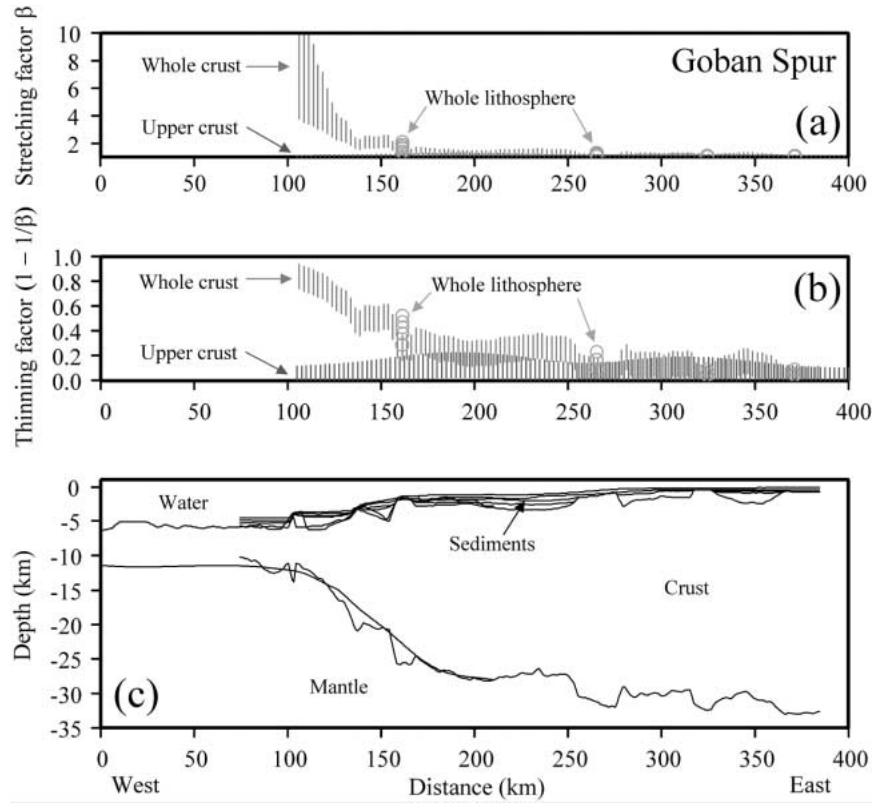 Stretching factor β
10
8
6
4
2
Whole crust
Upper crust
Whole lithosphere
Goban Spur
(a)
0 50 100 150 200 250 300 350 400
Thinning factor (1 − 1/β)
1.0
0.8
0.6
0.4
0.2
0.0
Whole crust
Upper crust
Whole lithosphere
(b)
0 50 100 150 200 250 300 350 400
Depth (km)
0
-5
-10
-15
-20
-25
-30
-35
Water
Sediments
Crust
Mantle
(c)
0 50 100 150 200 250 300 350 400
West Distance (km) East